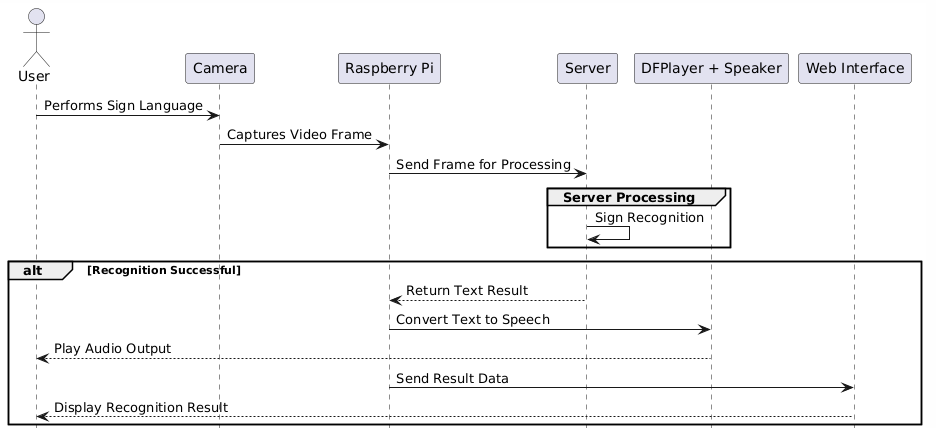 User
Camera
Raspberry Pi
Server
DFPlayer + Speaker
Web Interface
Performs Sign Language
Captures Video Frame
Send Frame for Processing
Server Processing
Sign Recognition
alt [Recognition Successful]
Return Text Result
Convert Text to Speech
Play Audio Output
Send Result Data
Display Recognition Result